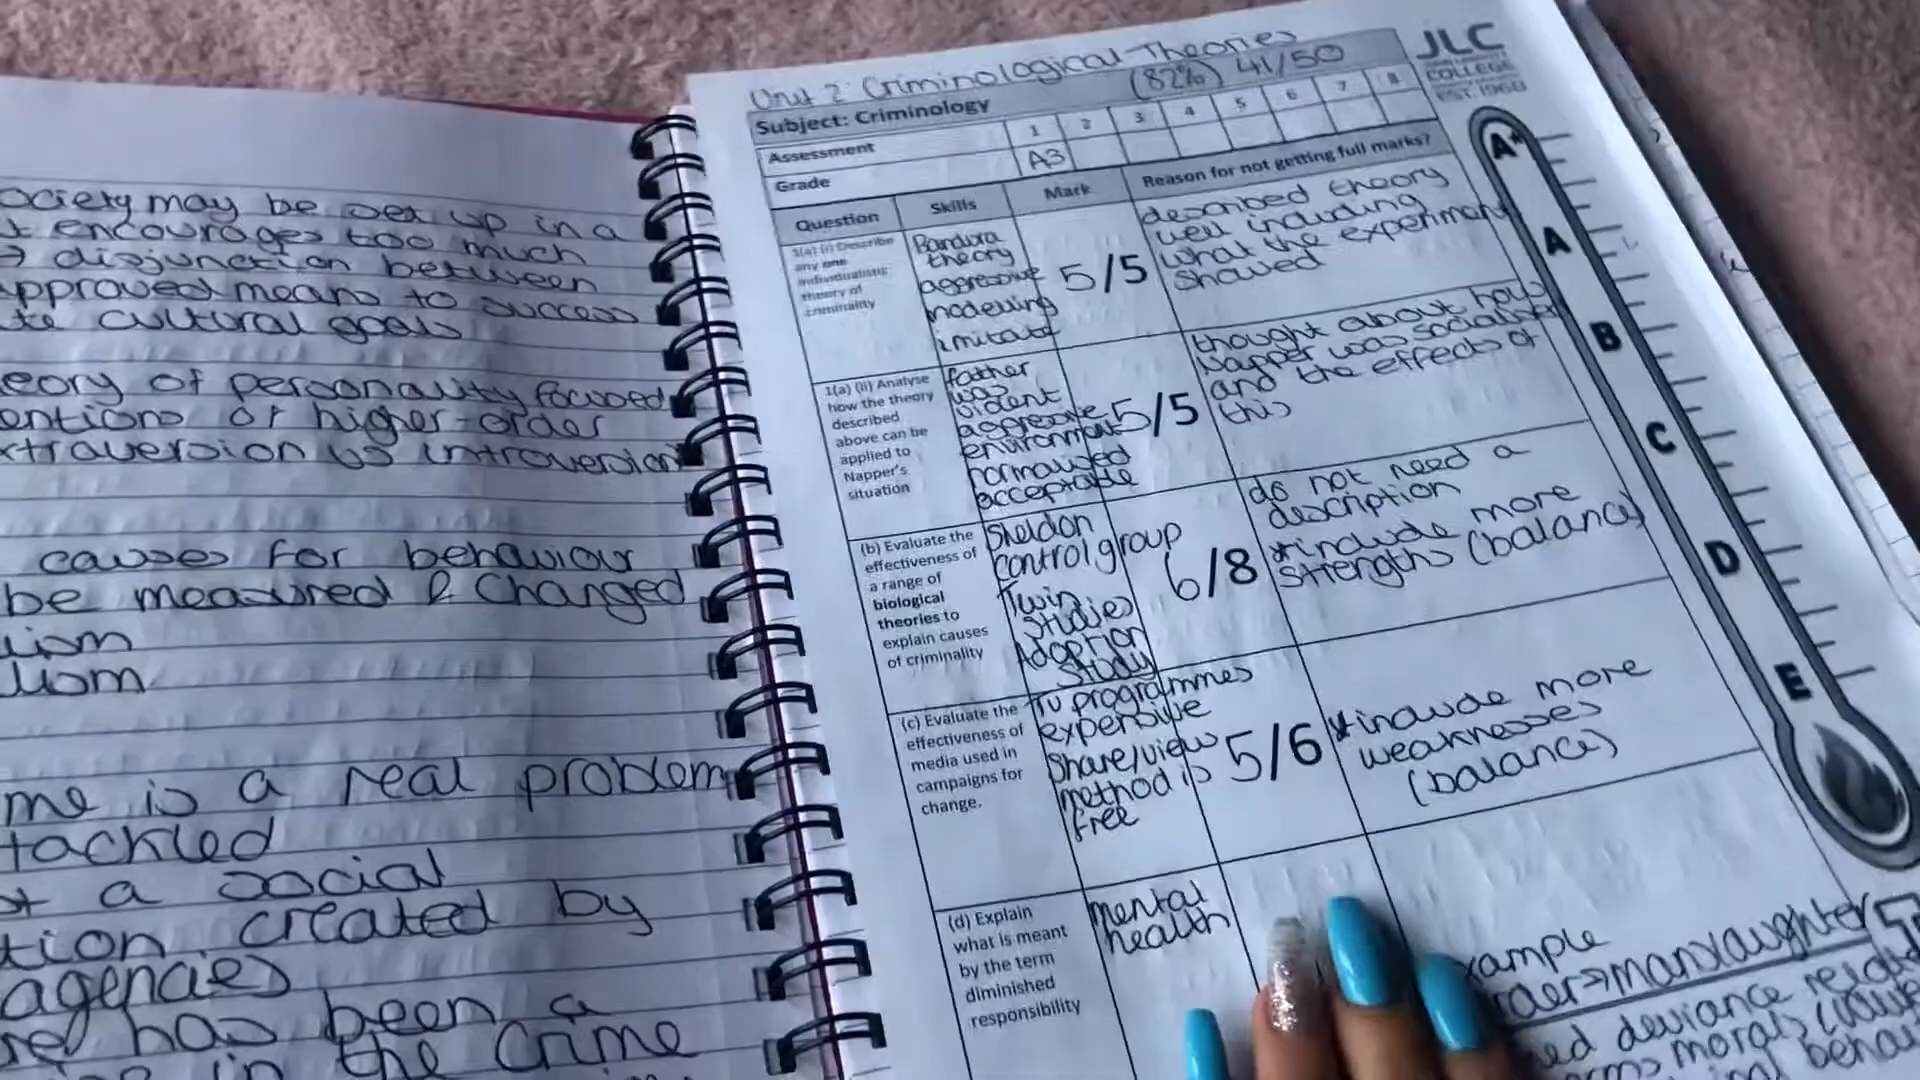 ociety may be set up in a
t encourages too much
→ disjunction between
approved means to success
te cultural goals
eory of personality focused
entions of higher-order
xtraversion vs introversion
causes for behaviour
be measured & changed
me is a real problem
tackled
a social
tion created by
agencies
has been a
in the crime
Unit 2: Criminological Theories
(82%) 41/50
Subject: Criminology
Assessment 1 2 3 4 5 6 7 8
Grade A3
Question Skills Mark Reason for not getting full marks?
1(a) (i) Describe
any one
individualistic
theory of
criminality
Bandura
theory
aggressive
modelling
imitate
5/5
described theory
well including
what the experiment
showed
1(a) (ii) Analyse
how the theory
described
above can be
applied to
Napper's
situation
father
was
violent
aggressive
environment
normalised
acceptable
5/5
thought about how
Napper was socialised
and the effects of
this
(b) Evaluate the
effectiveness of
a range of
biological
theories to
explain causes
of criminality
Sheldon
control group
Twin
studies
Adoption
study
6/8
do not need a
description
*include more
strengths (balance)
(c) Evaluate the
effectiveness of
media used in
campaigns for
change.
TV programmes
expensive
share/view
method is
free
5/6
*include more
weaknesses
(balance)
(d) Explain
what is meant
by the term
diminished
responsibility
mental
health
xample
rder→manslaughter
deviance
morals
JLC
COLLEGE
EST. 1968
A*
A
B
C
D
E